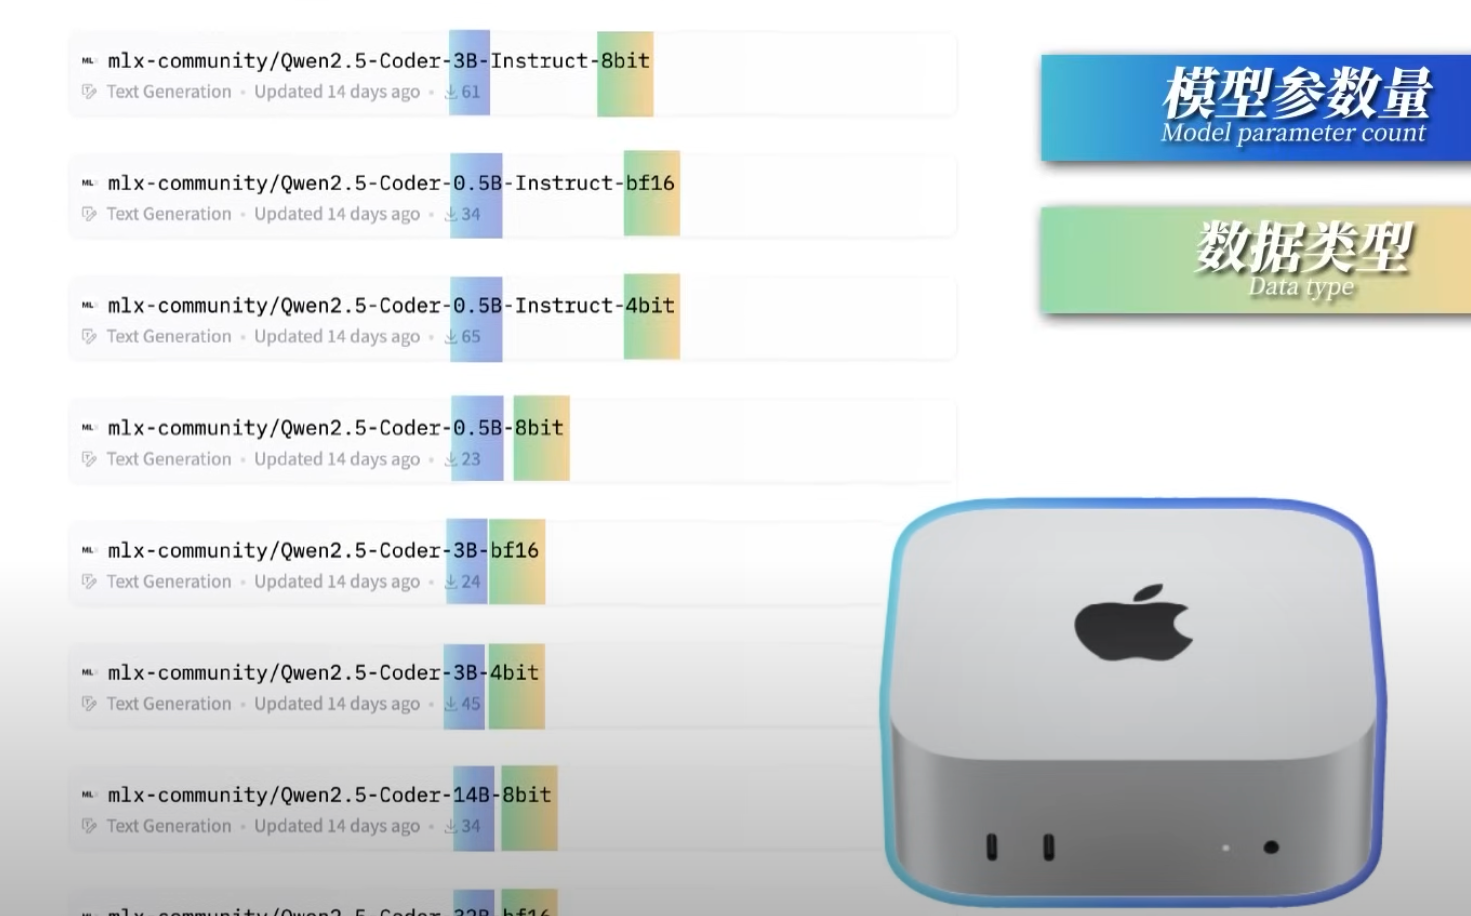 mlx-community/Qwen2.5-Coder-3B-Instruct-8bit
Text Generation • Updated 14 days ago • 61
mlx-community/Qwen2.5-Coder-0.5B-Instruct-bf16
Text Generation • Updated 14 days ago • 34
mlx-community/Qwen2.5-Coder-0.5B-Instruct-4bit
Text Generation • Updated 14 days ago • 65
mlx-community/Qwen2.5-Coder-0.5B-8bit
Text Generation • Updated 14 days ago • 23
mlx-community/Qwen2.5-Coder-3B-bf16
Text Generation • Updated 14 days ago • 24
mlx-community/Qwen2.5-Coder-3B-4bit
Text Generation • Updated 14 days ago • 45
mlx-community/Qwen2.5-Coder-14B-8bit
Text Generation • Updated 14 days ago • 34
mlx-community/Qwen2.5-Coder-32B-bf16
模型参数量
Model parameter count
数据类型
Data type